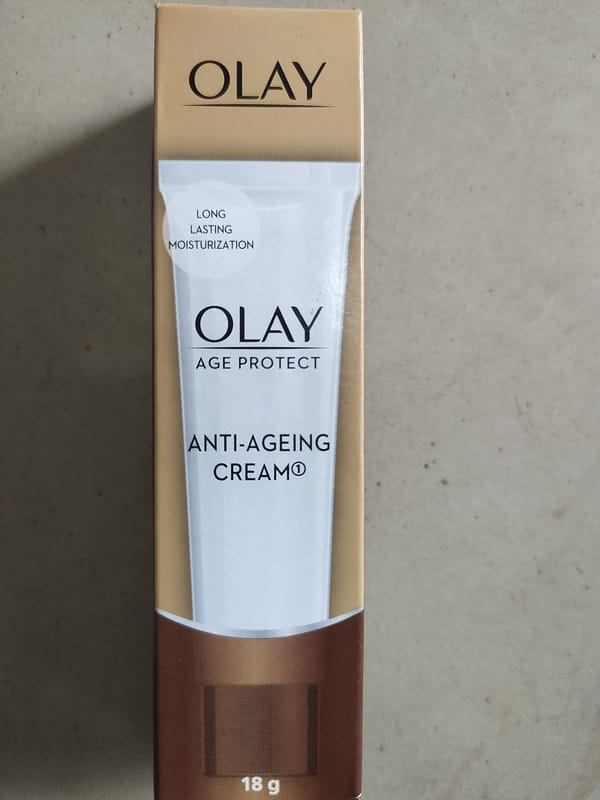 OLAY
LONG
LASTING
MOISTURIZATION
OLAY
AGE PROTECT
ANTI-AGEING
CREAM①
18 g